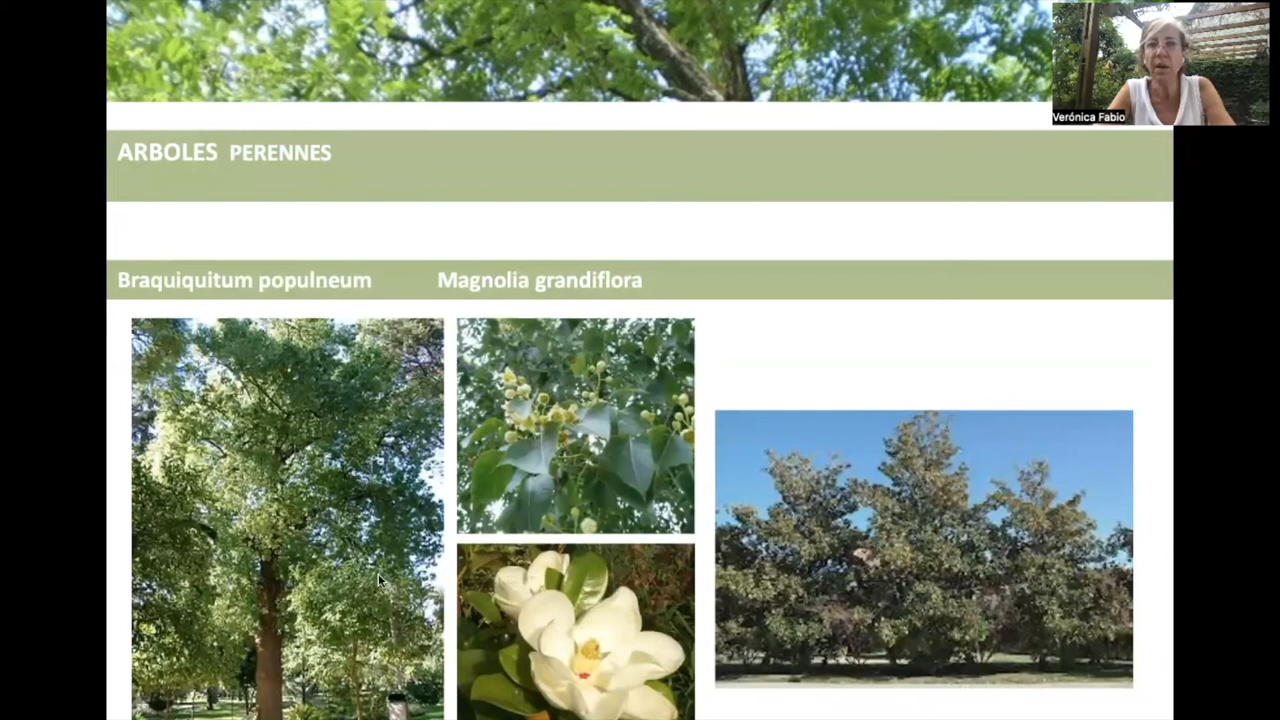 Verónica Fabio
ARBOLES PERENNES
Braquiquitum populneum Magnolia grandiflora